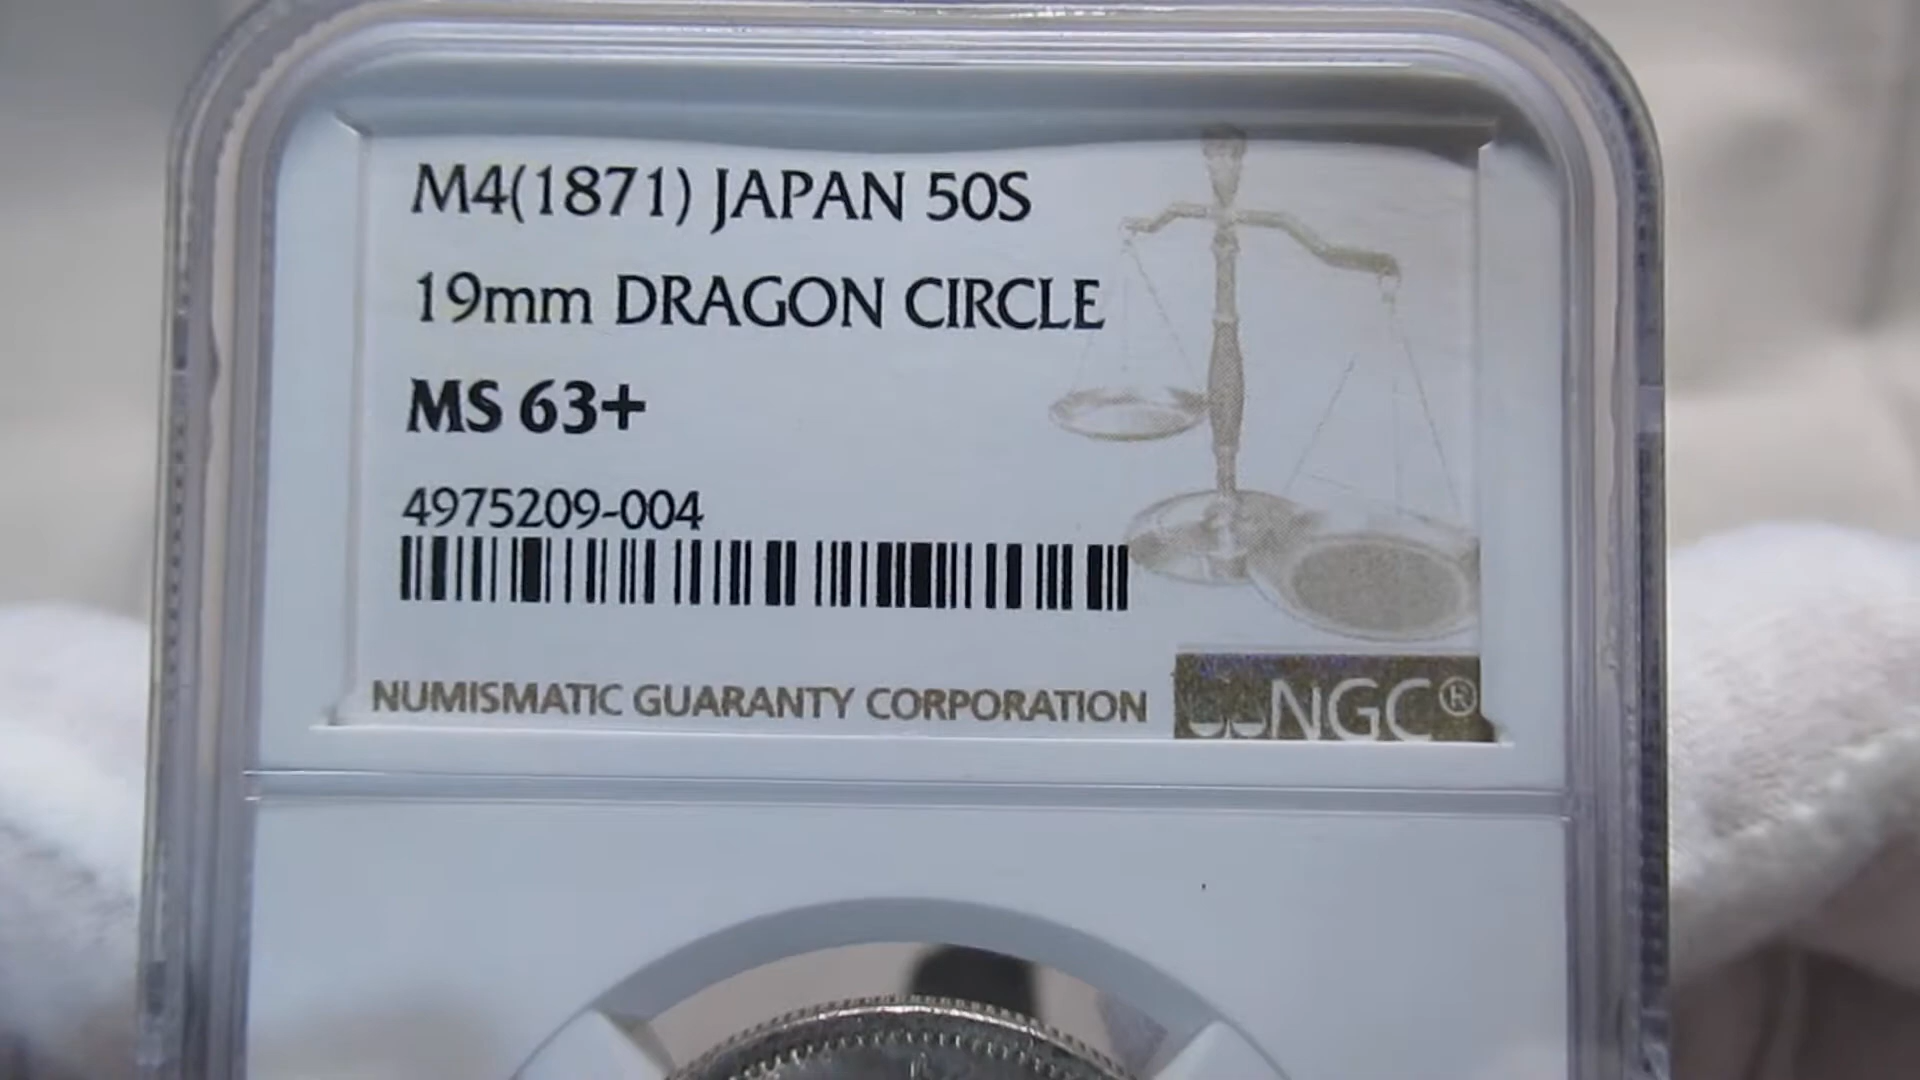 M4(1871) JAPAN 50S
19mm DRAGON CIRCLE
MS 63+
4975209-004
NUMISMATIC GUARANTY CORPORATION
NGC®